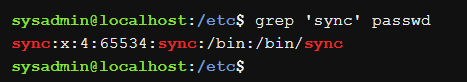 sysadmin@localhost:/etc$ grep 'sync' passwd
sync:x:4:65534:sync:/bin:/bin/sync
sysadmin@localhost:/etc$